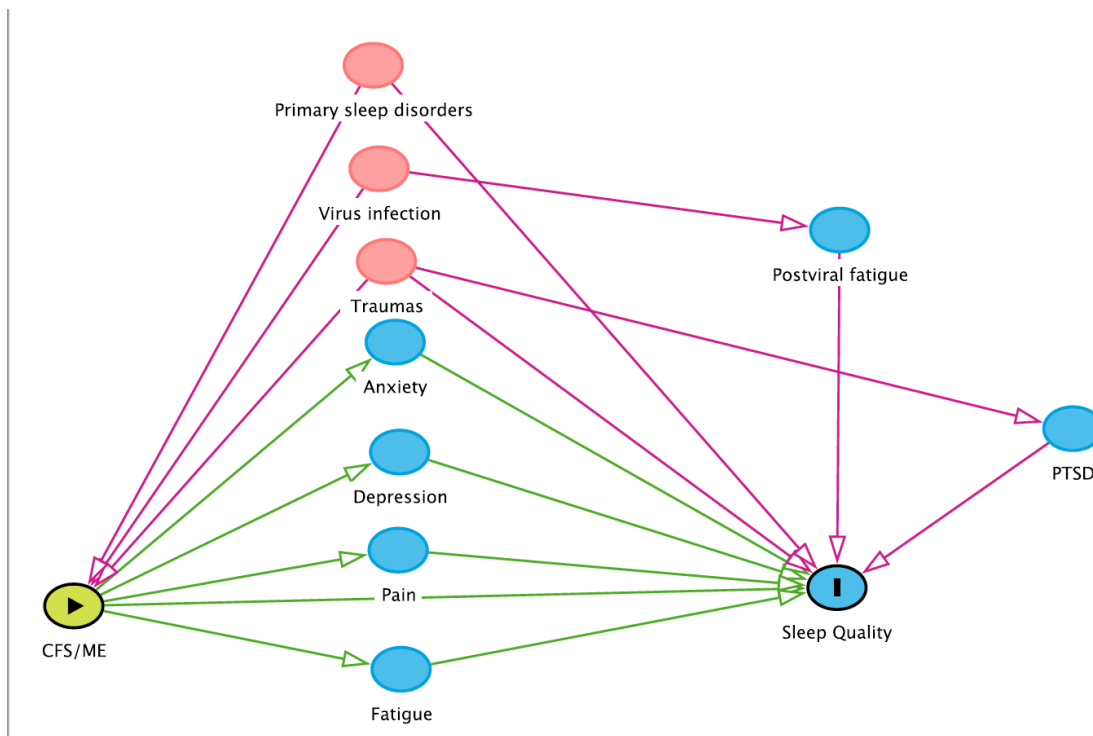 Primary sleep disorders
Virus infection
Postviral fatigue
Traumas
Anxiety
PTSD
Depression
Pain
Sleep Quality
CFS/ME
Fatigue